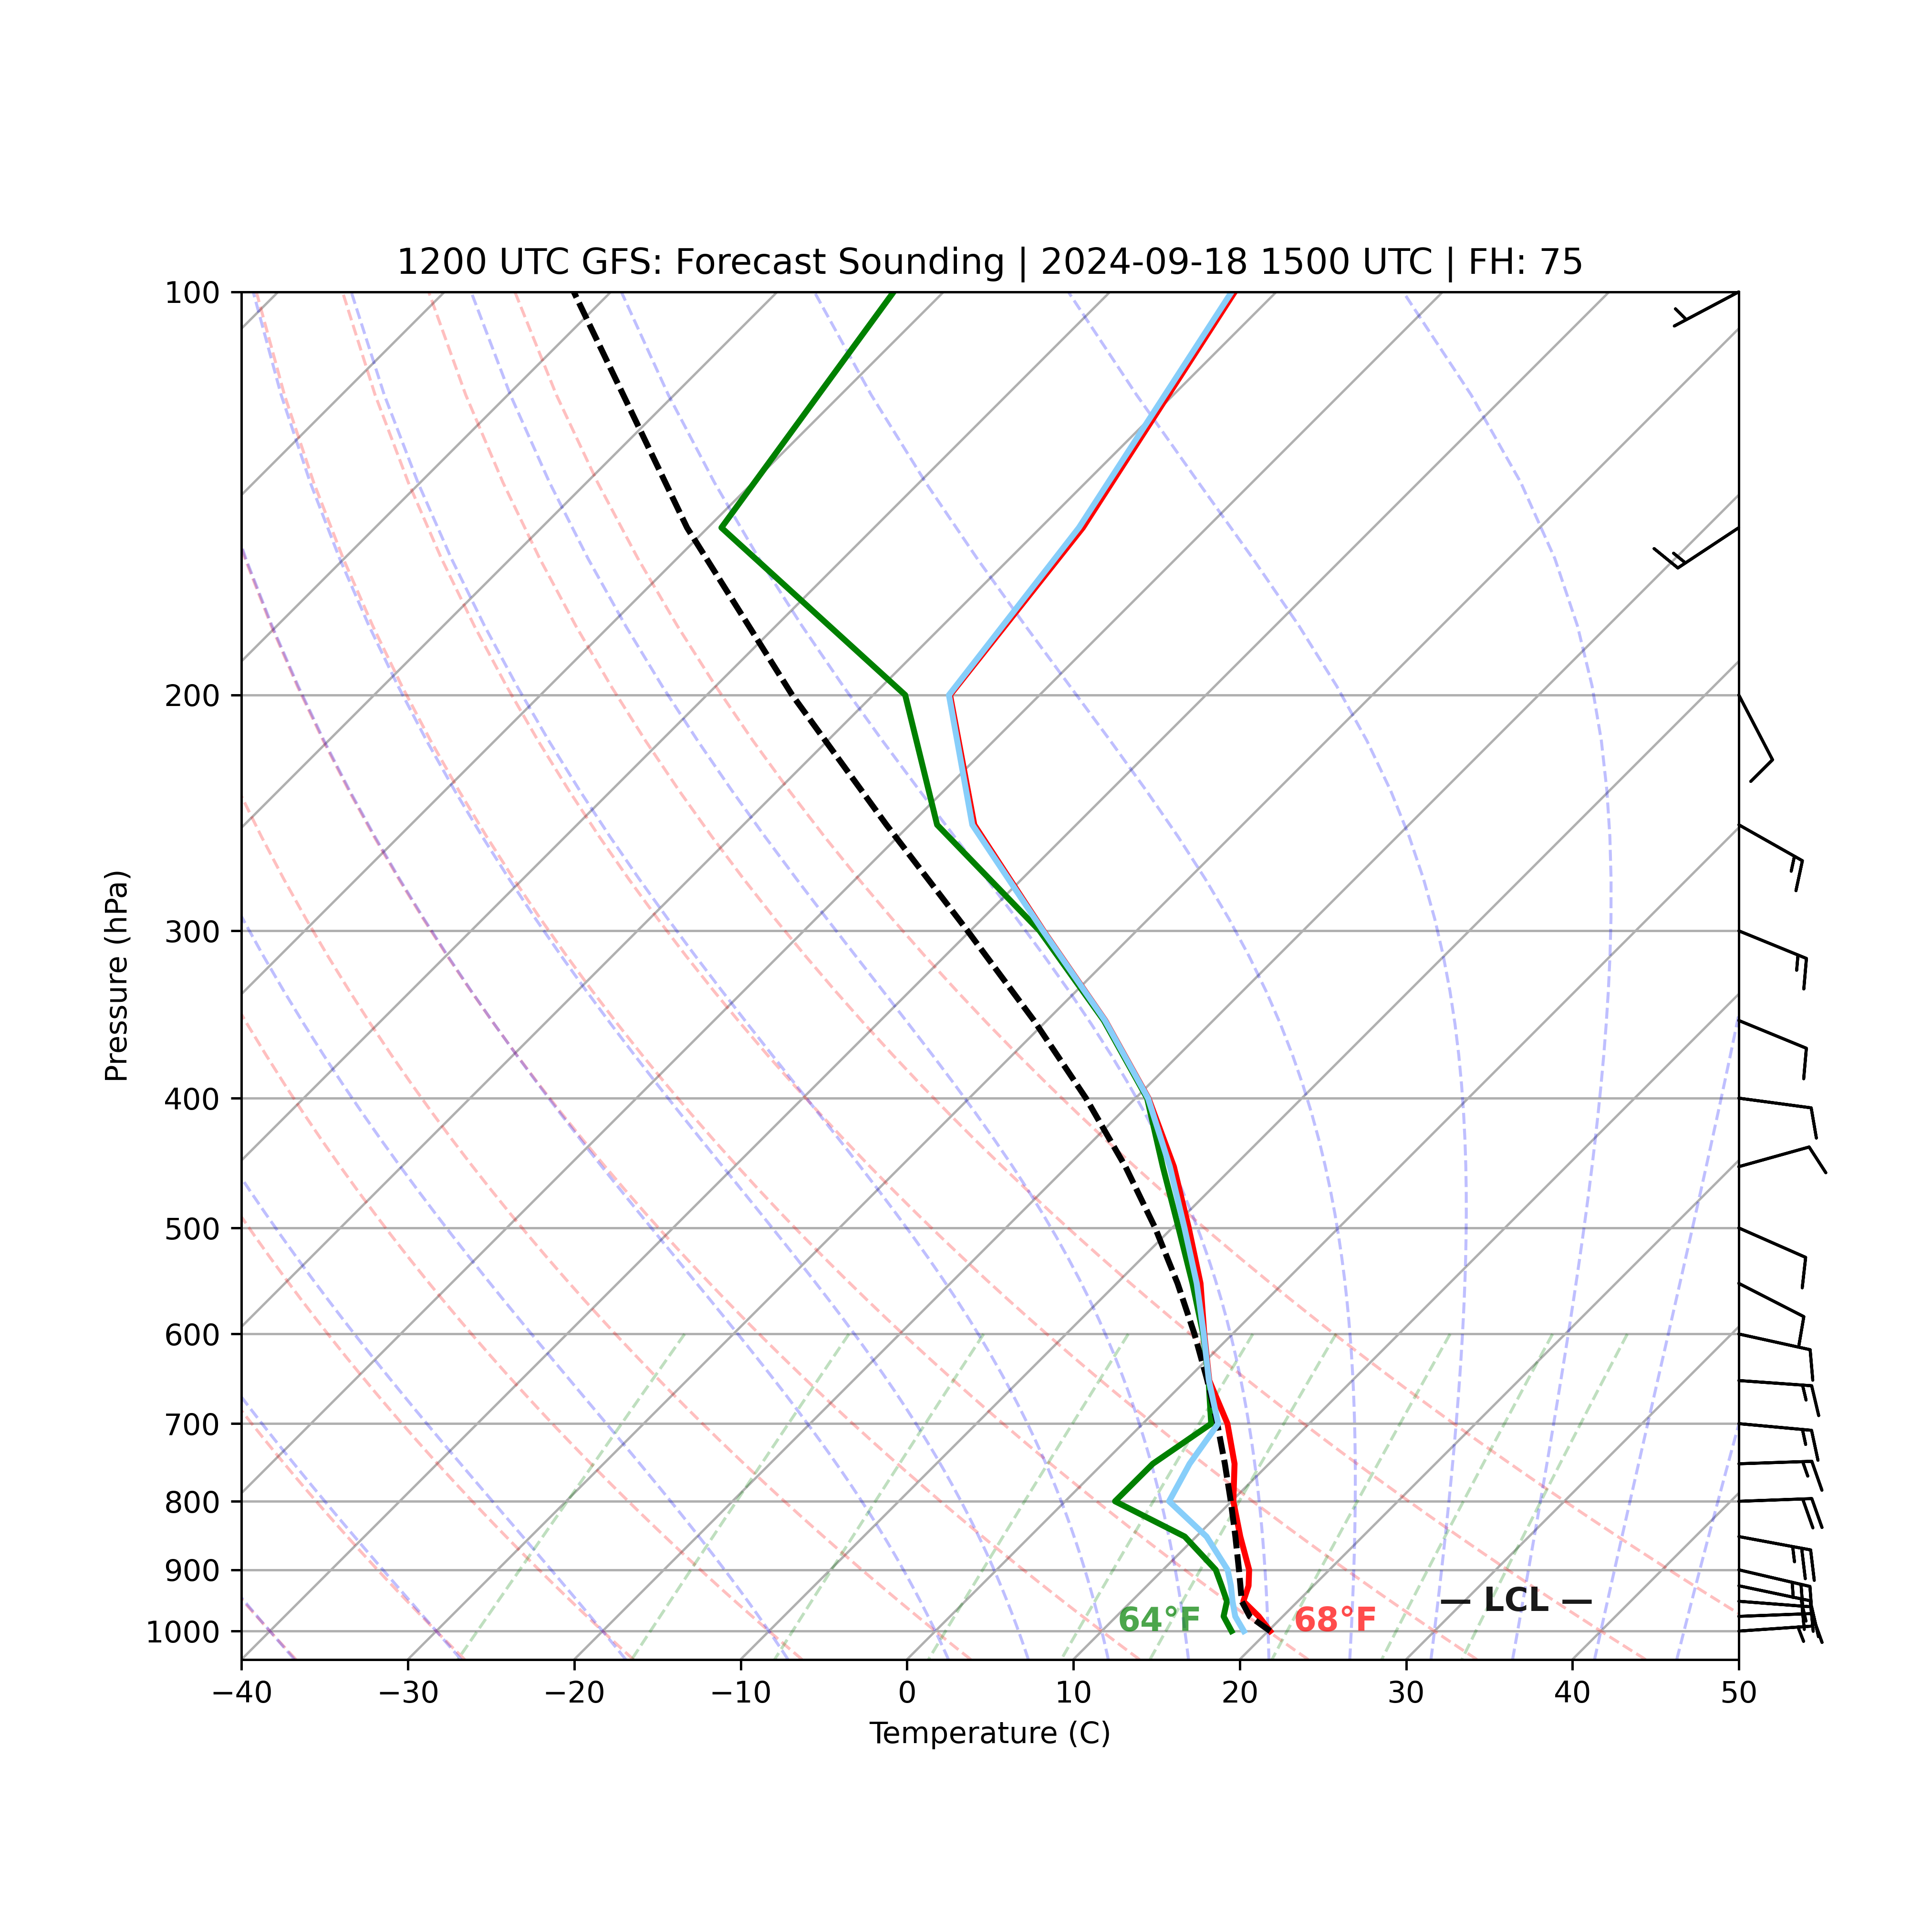 1200 UTC GFS: Forecast Sounding | 2024-09-18 1500 UTC | FH: 75
100
200
300
400
500
600
700
800
900
1000
Pressure (hPa)
— LCL —
64°F
68°F
−40 −30 −20 −10 0 10 20 30 40 50
Temperature (C)